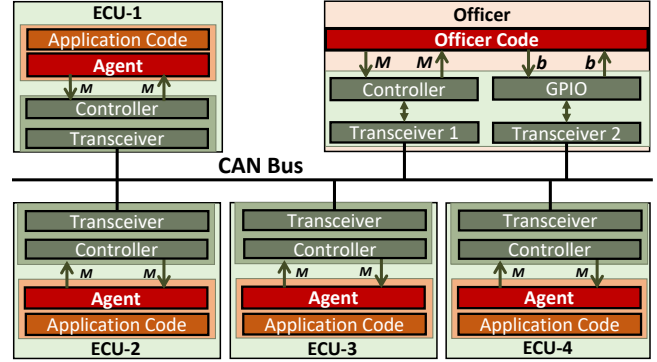 ECU-1
Application Code
Agent
M M
Controller
Transceiver
Officer
Officer Code
M M b b
Controller GPIO
Transceiver 1 Transceiver 2
CAN Bus
Transceiver
Controller
M M
Agent
Application Code
ECU-2
Transceiver
Controller
M M
Agent
Application Code
ECU-3
Transceiver
Controller
M M
Agent
Application Code
ECU-4